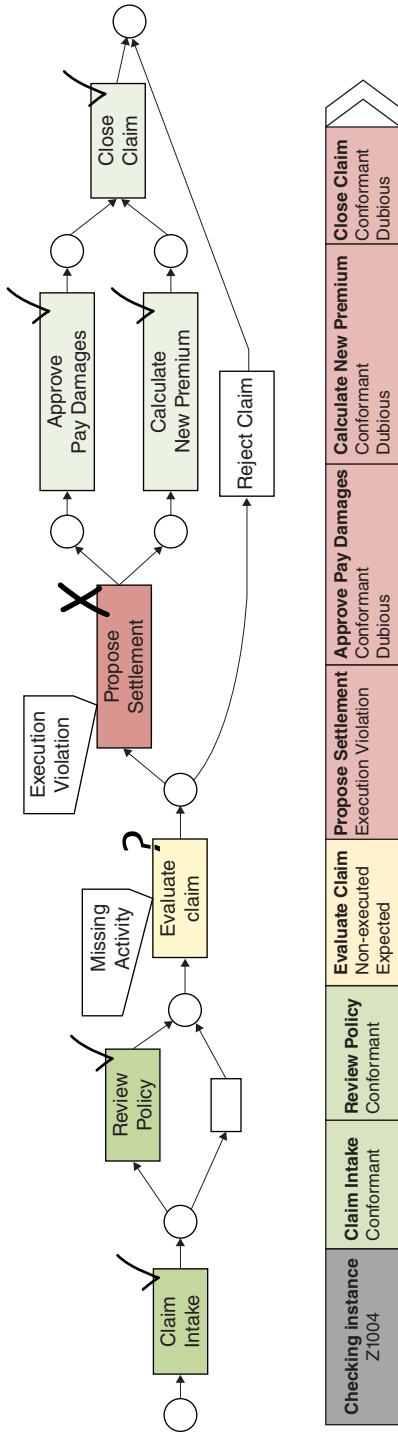 Claim
Intake
Review
Policy
Missing
Activity
Evaluate
claim
?
Execution
Violation
Propose
Settlement
X
Approve
Pay Damages
Calculate
New Premium
Reject Claim
Close
Claim
Checking instance
Z1004
Claim Intake
Conformant
Review Policy
Conformant
Evaluate Claim
Non-executed
Expected
Propose Settlement
Execution Violation
Approve Pay Damages
Conformant
Dubious
Calculate New Premium
Conformant
Dubious
Close Claim
Conformant
Dubious